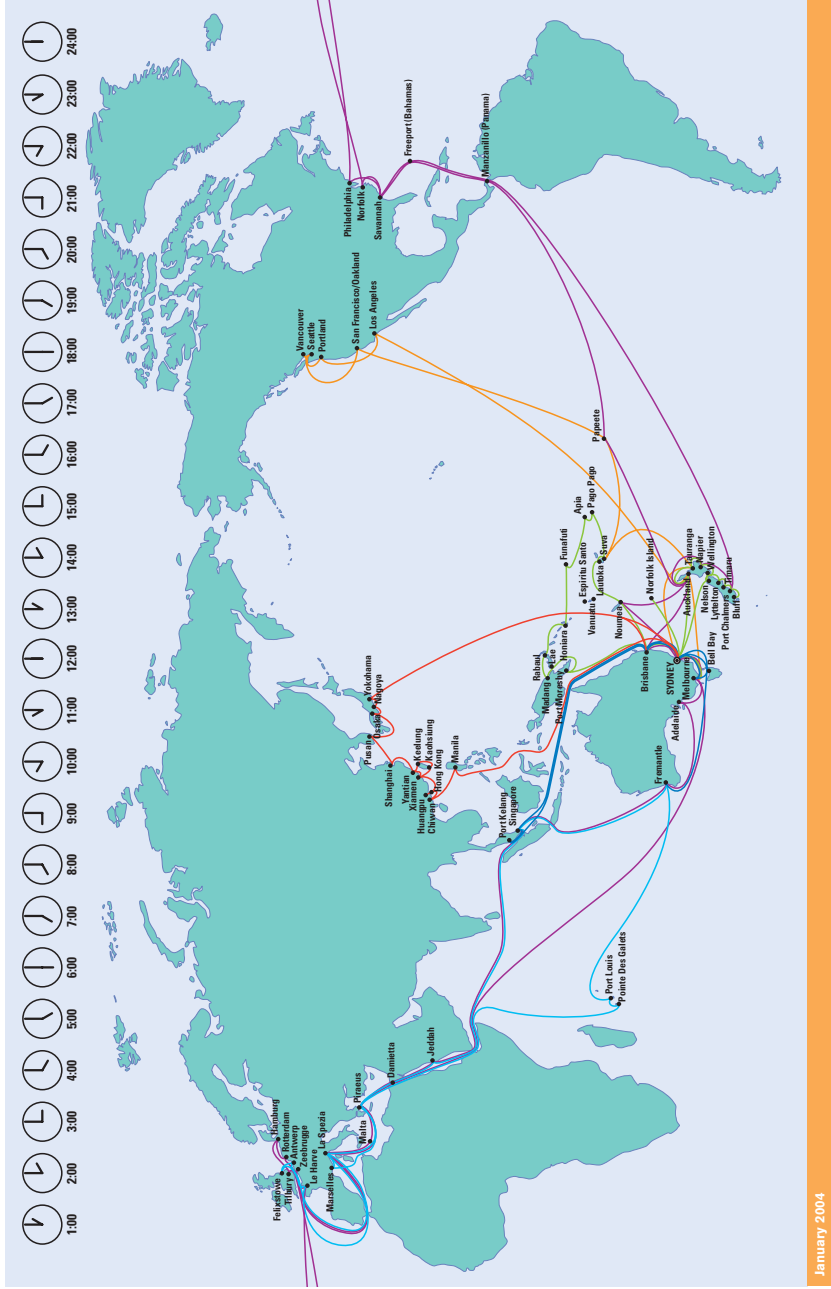 1:30
2:00
3:00
4:00
5:00
6:00
7:00
8:00
9:00
10:00
11:00
12:00
13:00
14:00
15:00
16:00
17:00
18:00
19:00
20:00
21:00
22:00
23:00
24:00
Felixstowe
Tilbury
Hamburg
Rotterdam
Antwerp
Zeebrugge
Le Harve
Marselles
La Spezia
Malta
Piraeus
Damietta
Jeddah
Port Louis
Pointe Des Galets
Port Kelang
Singapore
Pusan
Osaka
Yokohama
Nagoya
Shanghai
Yantian
Xiamen
Huangpu
Chiwan
Keelung
Kaohsiung
Hong Kong
Manila
Vancouver
Seattle
Portland
San Francisco/Oakland
Los Angeles
Philadelphia
Norfolk
Savannah
Freeport (Bahamas)
Manzanillo (Panama)
Papeete
Apia
Pago Pago
Funafuti
Espiritu Santo
Vanuatu
Lautoka
Suva
Noumea
Norfolk Island
Rabaul
Lae
Madang
Port Moresby
Honiara
Brisbane
SYDNEY
Melbourne
Adelaide
Bell Bay
Fremantle
Auckland
Tauranga
Napier
Wellington
Nelson
Lyttelton
Timaru
Port Chalmers
Bluff
January 2004